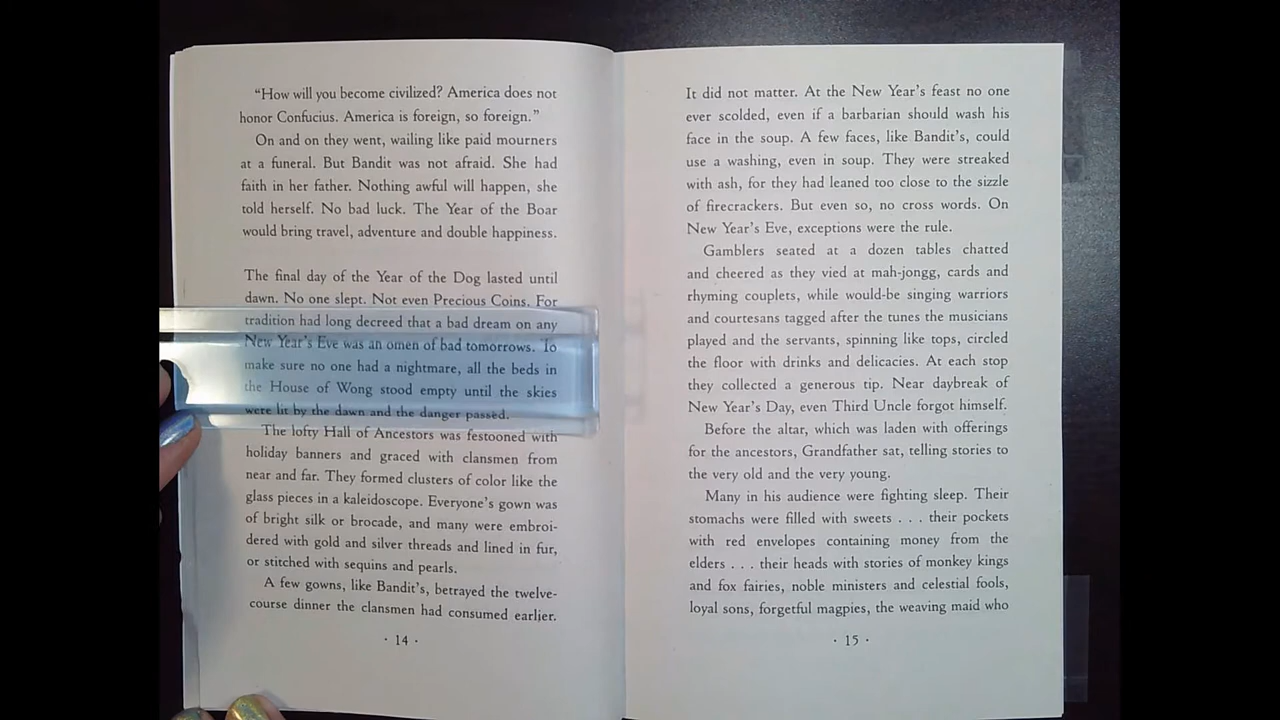 “How will you become civilized? America does not
honor Confucius. America is foreign, so foreign.”
On and on they went, wailing like paid mourners
at a funeral. But Bandit was not afraid. She had
faith in her father. Nothing awful will happen, she
told herself. No bad luck. The Year of the Boar
would bring travel, adventure and double happiness.
The final day of the Year of the Dog lasted until
dawn. No one slept. Not even Precious Coins. For
tradition had long decreed that a bad dream on any
New Year’s Eve was an omen of bad tomorrows. To
make sure no one had a nightmare, all the beds in
the House of Wong stood empty until the skies
were lit by the dawn and the danger passed.
The lofty Hall of Ancestors was festooned with
holiday banners and graced with clansmen from
near and far. They formed clusters of color like the
glass pieces in a kaleidoscope. Everyone’s gown was
of bright silk or brocade, and many were embroi-
dered with gold and silver threads and lined in fur,
or stitched with sequins and pearls.
A few gowns, like Bandit’s, betrayed the twelve-
course dinner the clansmen had consumed earlier.
· 14 ·
It did not matter. At the New Year’s feast no one
ever scolded, even if a barbarian should wash his
face in the soup. A few faces, like Bandit’s, could
use a washing, even in soup. They were streaked
with ash, for they had leaned too close to the sizzle
of firecrackers. But even so, no cross words. On
New Year’s Eve, exceptions were the rule.
Gamblers seated at a dozen tables chatted
and cheered as they vied at mah-jongg, cards and
rhyming couplets, while would-be singing warriors
and courtesans tagged after the tunes the musicians
played and the servants, spinning like tops, circled
the floor with drinks and delicacies. At each stop
they collected a generous tip. Near daybreak of
New Year’s Day, even Third Uncle forgot himself.
Before the altar, which was laden with offerings
for the ancestors, Grandfather sat, telling stories to
the very old and the very young.
Many in his audience were fighting sleep. Their
stomachs were filled with sweets . . . their pockets
with red envelopes containing money from the
elders . . . their heads with stories of monkey kings
and fox fairies, noble ministers and celestial fools,
loyal sons, forgetful magpies, the weaving maid who
· 15 ·